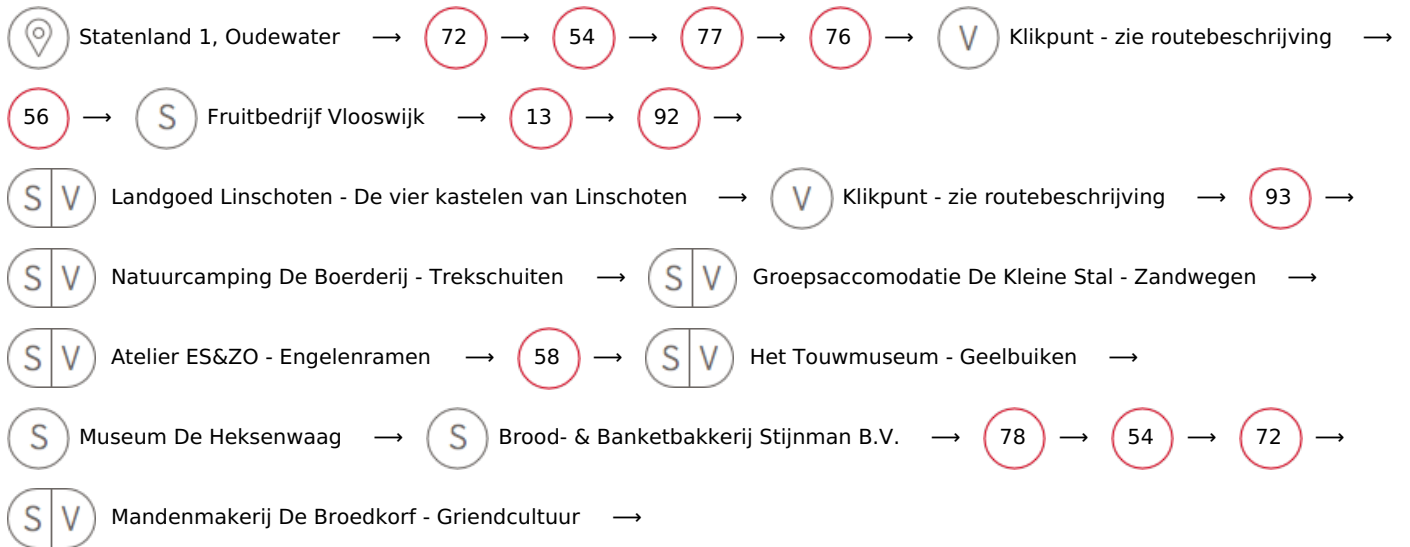 Statenland 1, Oudewater → 72 → 54 → 77 → 76 → V Klikpunt - zie routebeschrijving →
56 → S Fruitbedrijf Vlooswijk → 13 → 92 →
S V Landgoed Linschoten - De vier kastelen van Linschoten → V Klikpunt - zie routebeschrijving → 93 →
S V Natuurcamping De Boerderij - Trekschuiten → S V Groepsaccomodatie De Kleine Stal - Zandwegen →
S V Atelier ES&ZO - Engelenramen → 58 → S V Het Touwmuseum - Geelbuiken →
S Museum De Heksenwaag → S Brood- & Banketbakkerij Stijnman B.V. → 78 → 54 → 72 →
S V Mandenmakerij De Broedkorf - Griendcultuur →